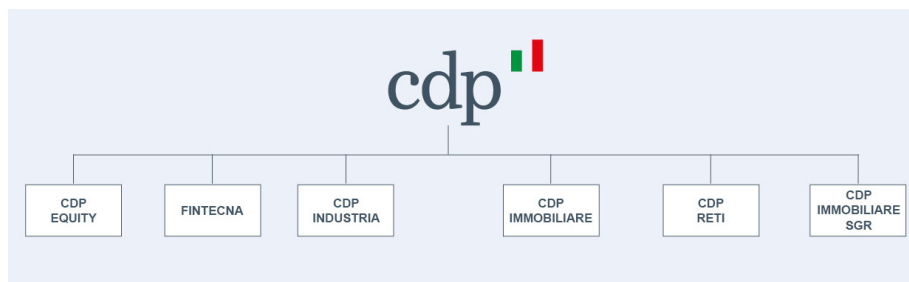 cdp
CDP
EQUITY
FINTECNA
CDP
INDUSTRIA
CDP
IMMOBILIARE
CDP
RETI
CDP
IMMOBILIARE
SGR